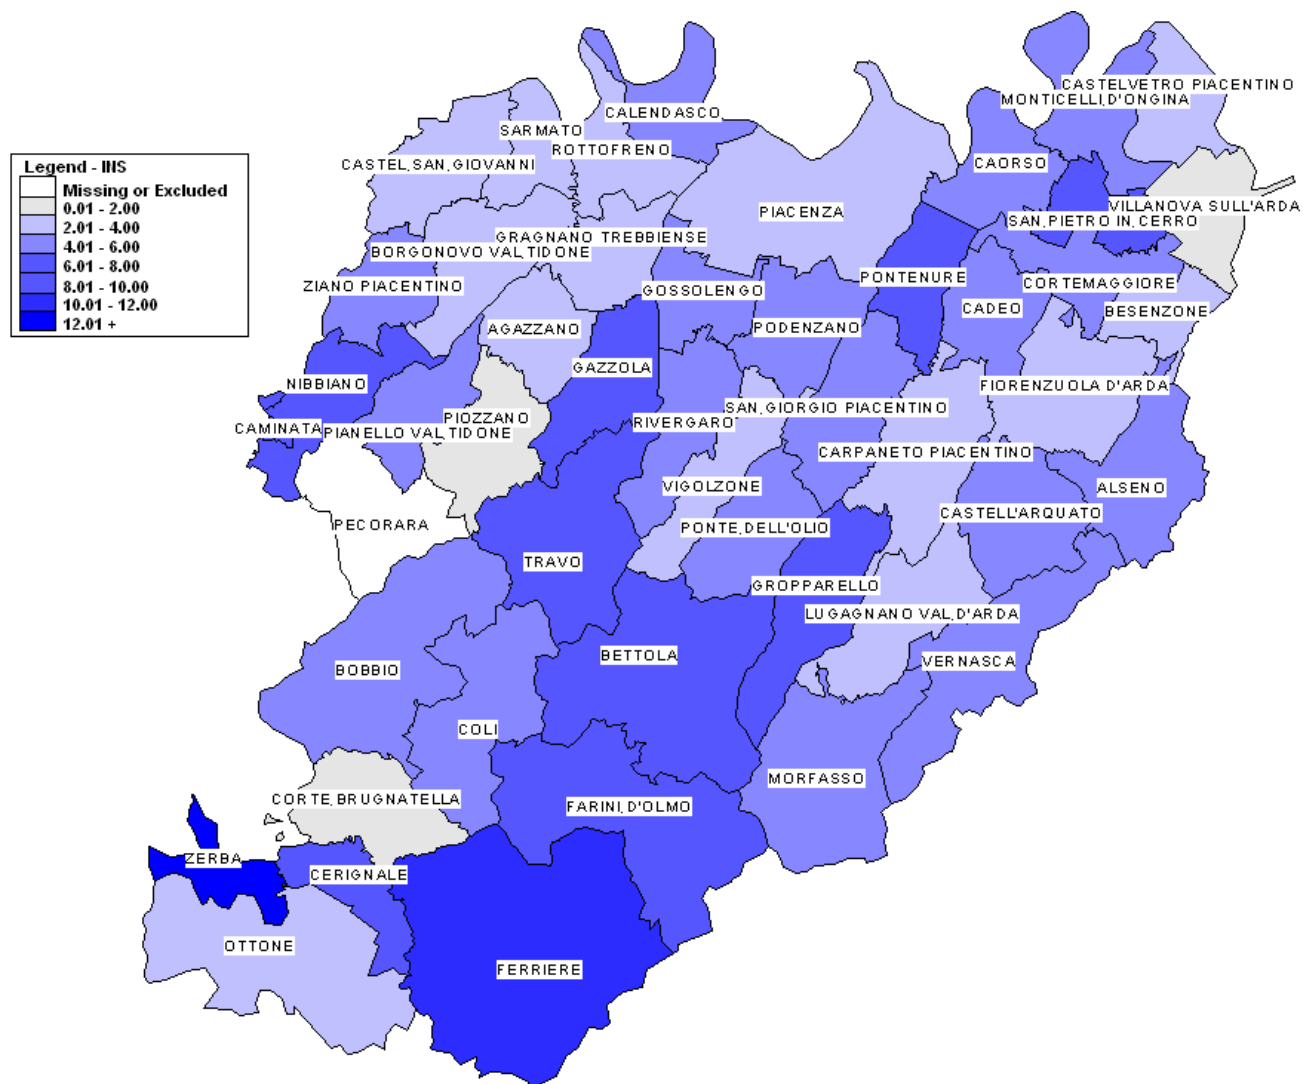 CASTELVETRO PIACENTINO
MONTICELLI.D'ONGINA
CALENDASCO
SARMATO
ROTTOFRENO
CASTEL.SAN.GIOVANNI
CAORSO
Legend - INS
Missing or Excluded
0.01 - 2.00
2.01 - 4.00
4.01 - 6.00
6.01 - 8.00
8.01 - 10.00
10.01 - 12.00
12.01 +
VILLANOVA SULL'ARDA
PIACENZA
SAN.PIETRO IN.CERRO
GRAGNANO TREBBIENSE
BORGONOVO VAL.TIDONE
PONTENURE
ZIANO PIACENTINO
GOSSOLENGO
CORTEMAGGIORE
CADEO
BESENZONE
AGAZZANO
PODENZANO
GAZZOLA
NIBBIANO
FIORENZUOLA D'ARDA
SAN.GIORGIO PIACENTINO
PIOZZANO
RIVERGARO
CAMINATA
PIANELLO VAL.TIDONE
CARPANETO PIACENTINO
VIGOLZONE
ALSENO
CASTELL'ARQUATO
PECORARA
PONTE.DELL'OLIO
TRAVO
GROPPARELLO
LUGAGNANO VAL.D'ARDA
BETTOLA
VERNASCA
BOBBIO
COLI
MORFASSO
CORTE.BRUGNATELLA
FARINI.D'OLMO
ZERBA
CERIGNALE
OTTONE
FERRIERE